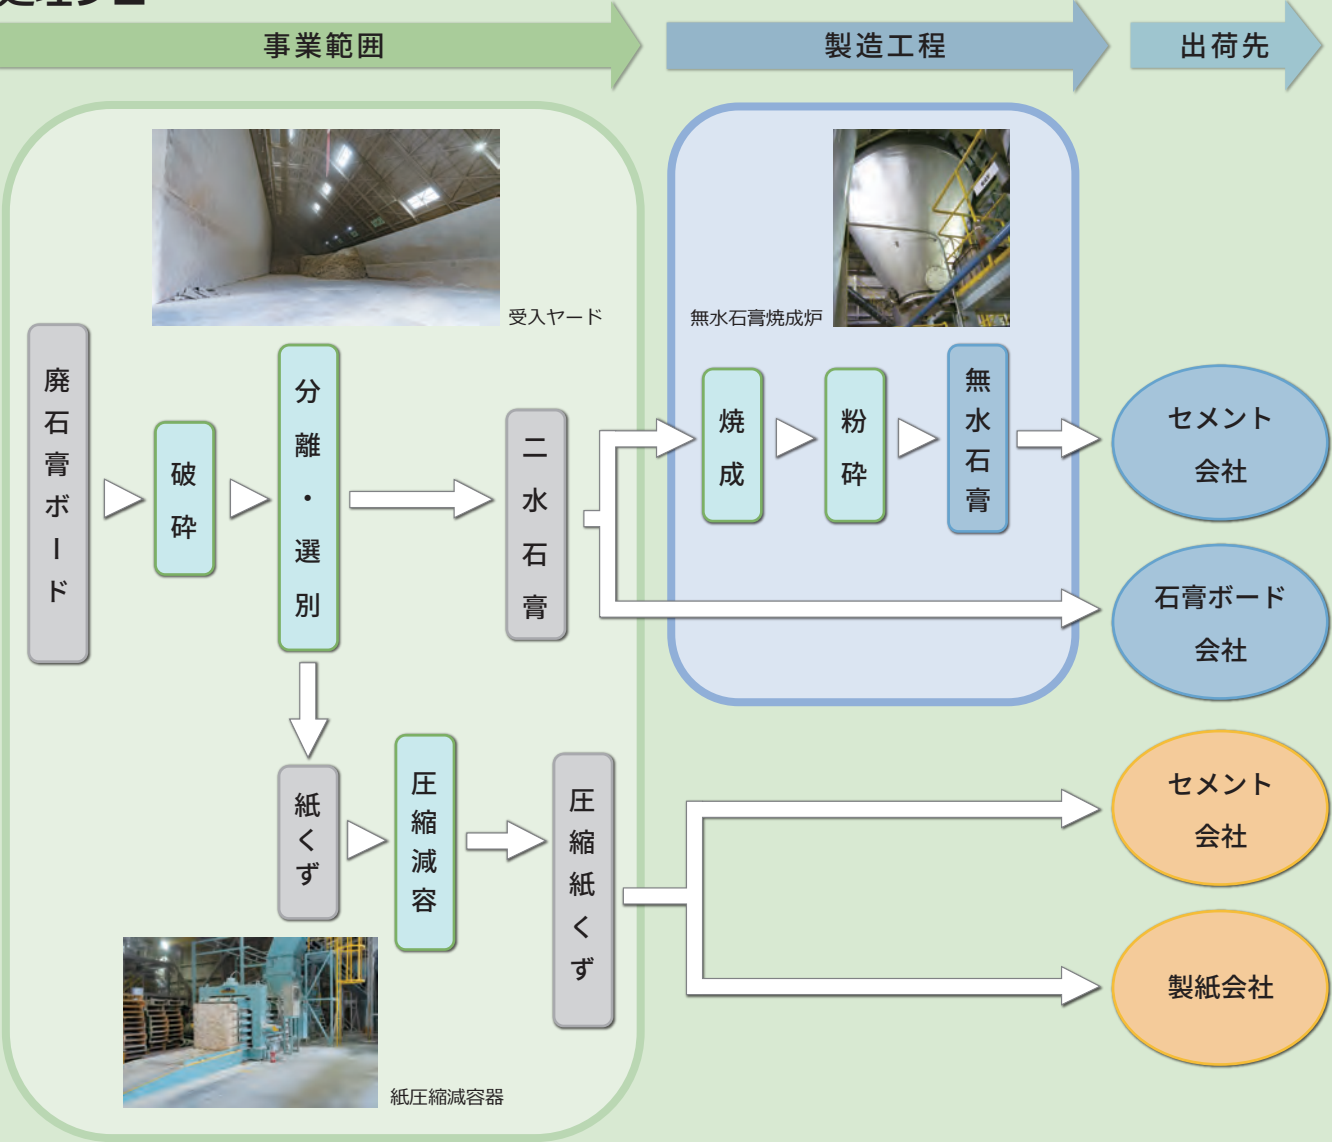 事業範囲
製造工程
出荷先
受入ヤード
無水石膏焼成炉
廃石膏ボード
破砕
分離・選別
二水石膏
焼成
粉砕
無水石膏
セメント
会社
石膏ボード
会社
紙くず
圧縮減容
圧縮紙くず
セメント
会社
製紙会社
紙圧縮減容器